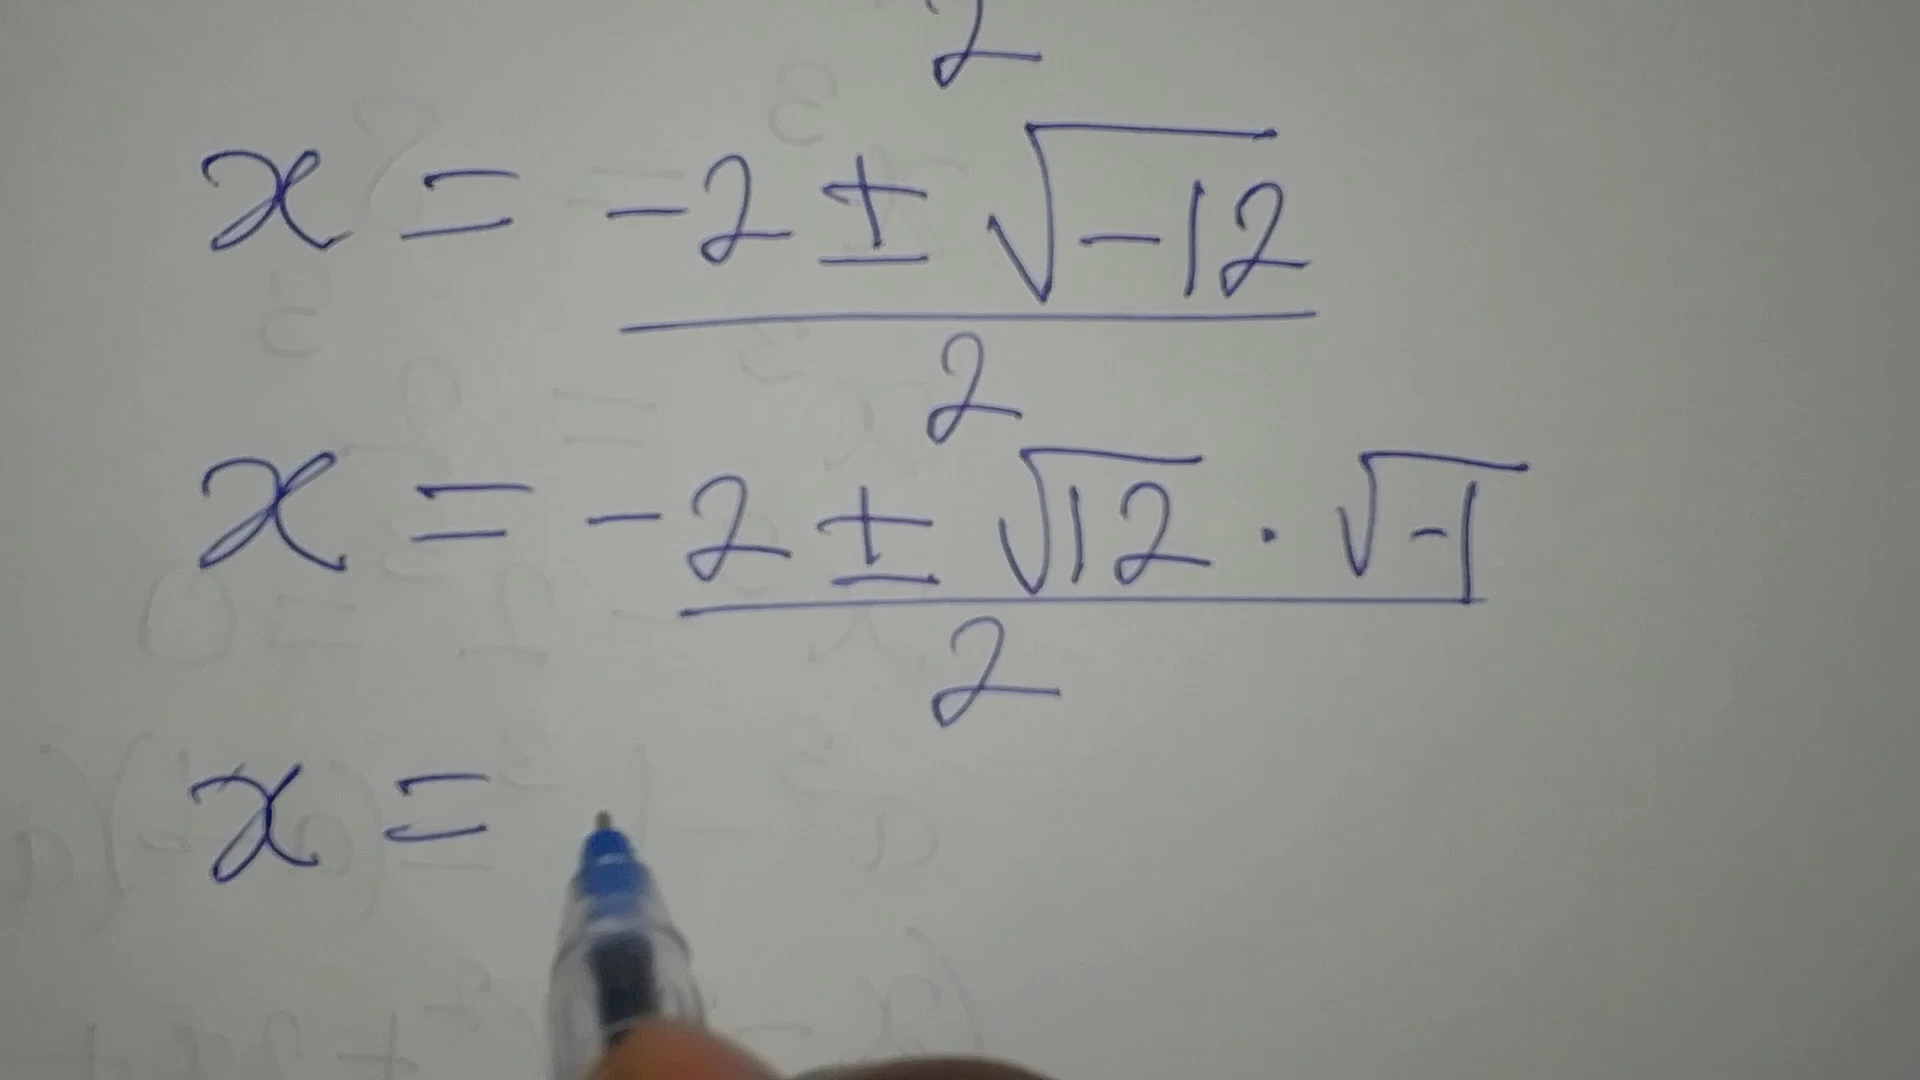 2
x = -2 ± √-12
2
x = -2 ± √12 · √-1
2
x =